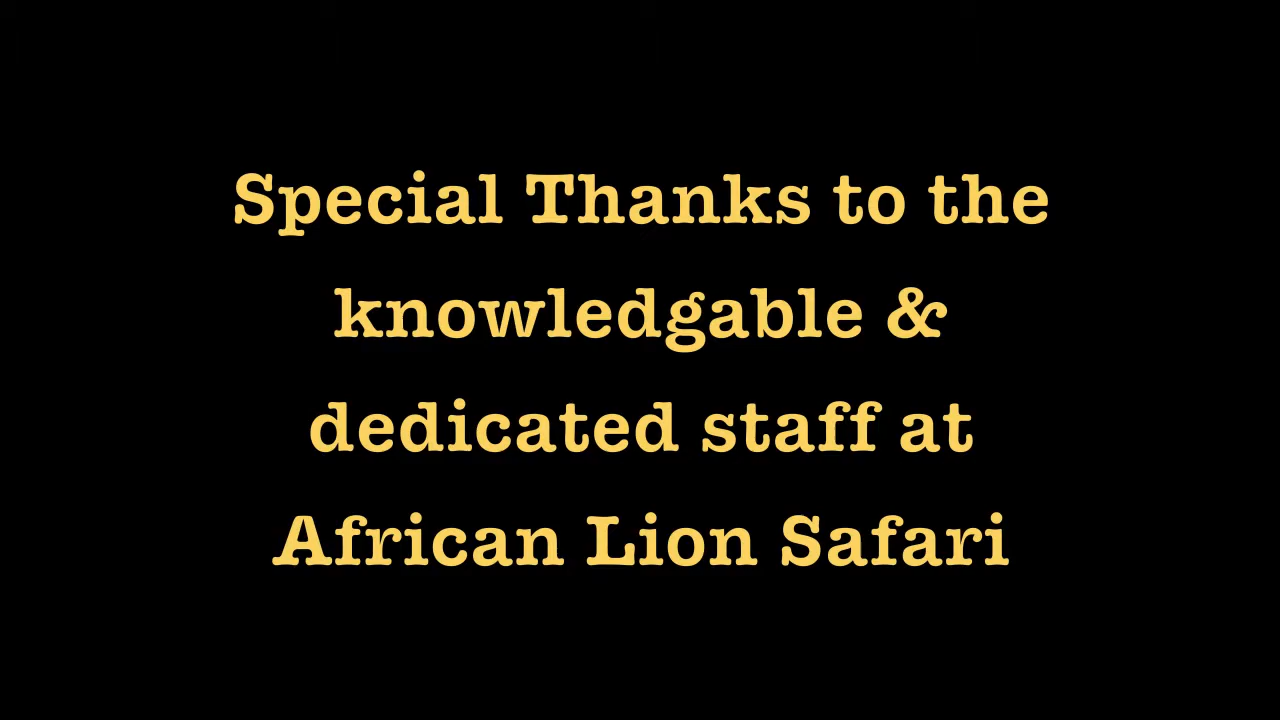 Special Thanks to the
knowledgable &
dedicated staff at
African Lion Safari